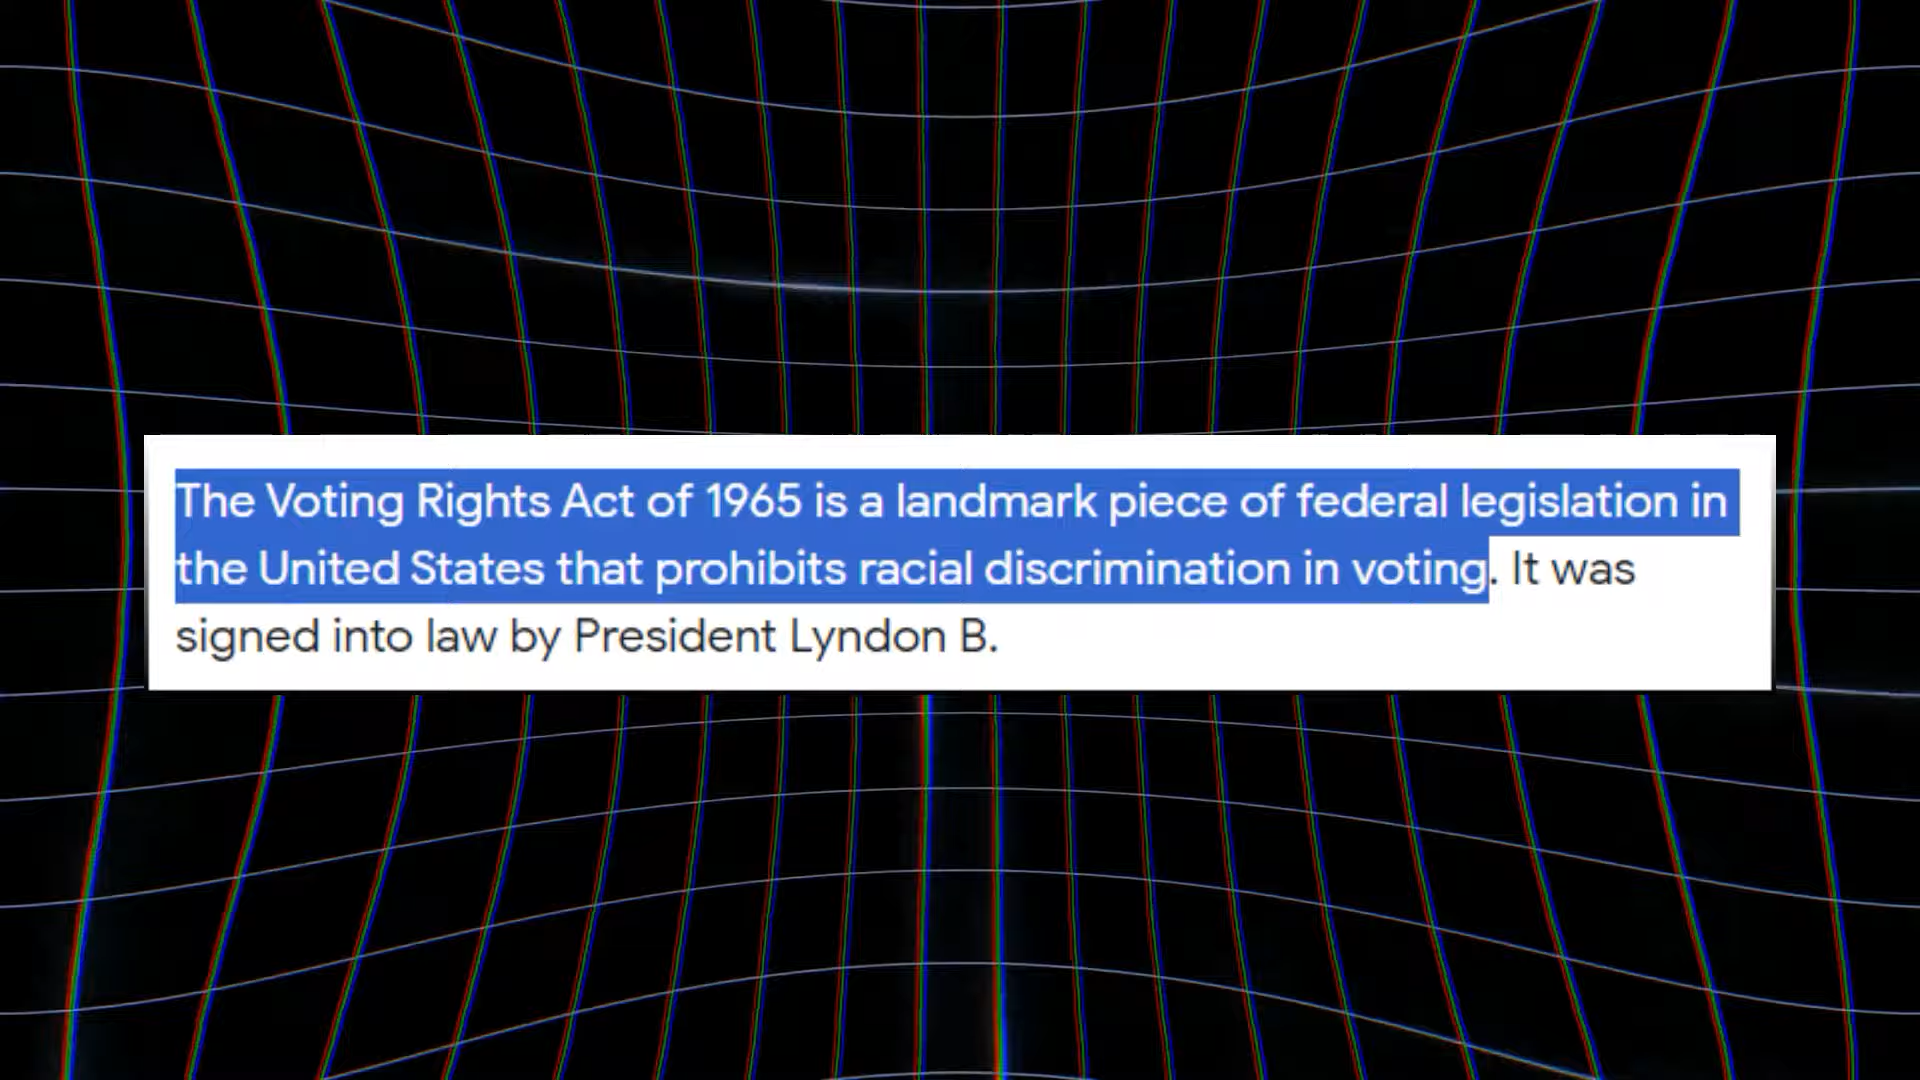 The Voting Rights Act of 1965 is a landmark piece of federal legislation in
the United States that prohibits racial discrimination in voting. It was
signed into law by President Lyndon B.